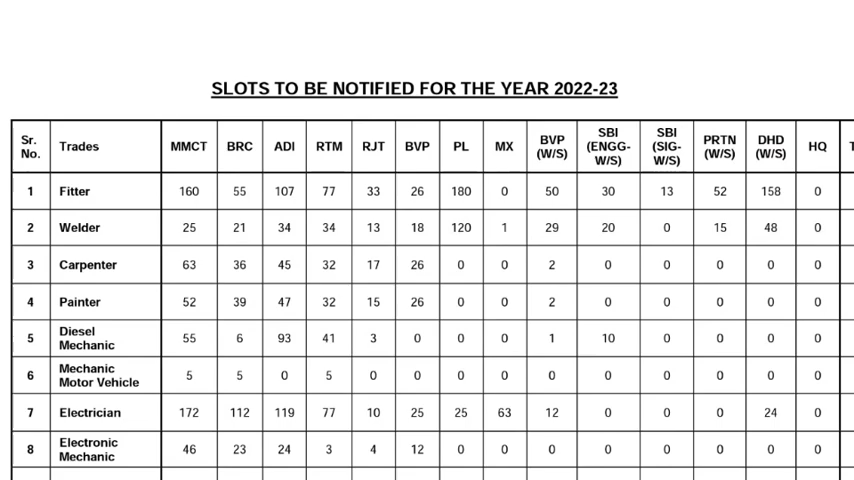 SLOTS TO BE NOTIFIED FOR THE YEAR 2022-23
Sr. No. Trades MMCT BRC ADI RTM RJT BVP PL MX BVP (W/S) SBI (ENGG-W/S) SBI (SIG-W/S) PRTN (W/S) DHD (W/S) HQ
1 Fitter 160 55 107 77 33 26 180 0 50 30 13 52 158 0
2 Welder 25 21 34 34 13 18 120 1 29 20 0 15 48 0
3 Carpenter 63 36 45 32 17 26 0 0 2 0 0 0 0 0
4 Painter 52 39 47 32 15 26 0 0 2 0 0 0 0 0
5 Diesel Mechanic 55 6 93 41 3 0 0 0 1 10 0 0 0 0
6 Mechanic Motor Vehicle 5 5 0 5 0 0 0 0 0 0 0 0 0 0
7 Electrician 172 112 119 77 10 25 25 63 12 0 0 0 24 0
8 Electronic Mechanic 46 23 24 3 4 12 0 0 0 0 0 0 0 0